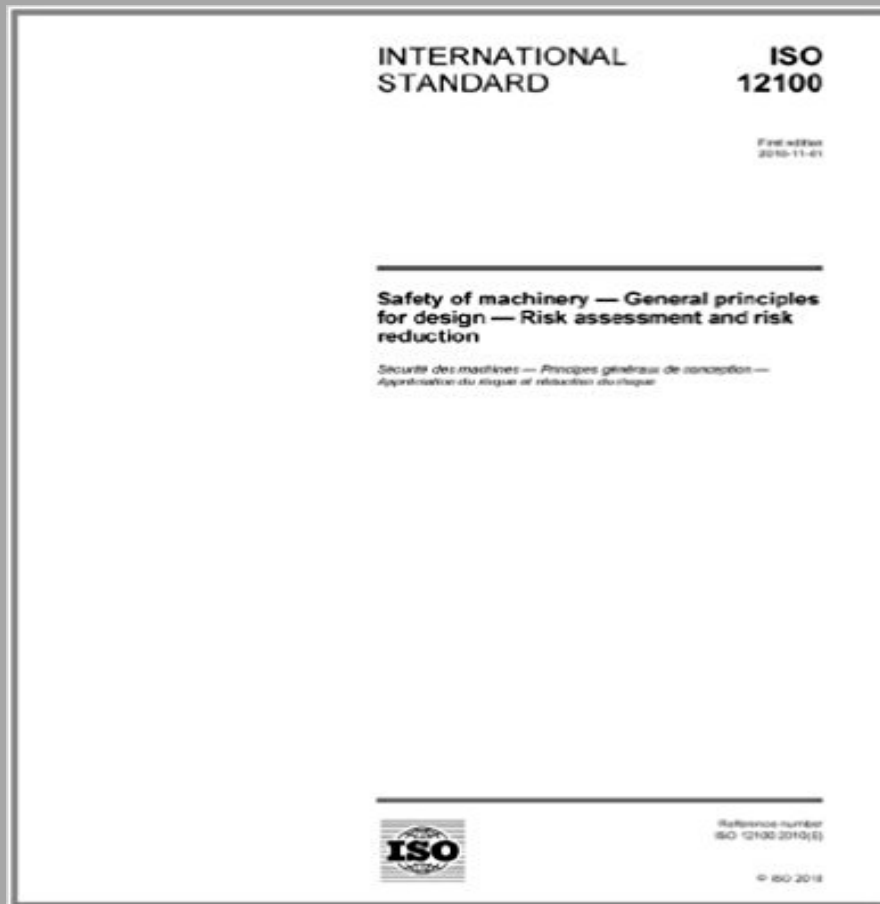 INTERNATIONAL
STANDARD
ISO
12100
First edition
2010-11-01
Safety of machinery — General principles
for design — Risk assessment and risk
reduction
Sécurité des machines — Principes généraux de conception —
Appréciation du risque et réduction du risque
ISO
Reference number
ISO 12100:2010(E)
© ISO 2010